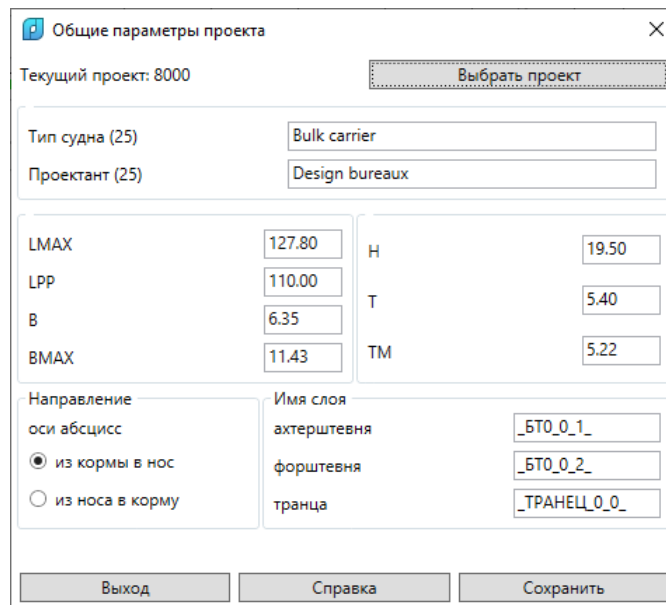 Общие параметры проекта
Текущий проект: 8000
Выбрать проект
Тип судна (25)
Bulk carrier
Проектант (25)
Design bureaux
LMAX
127.80
LPP
110.00
B
6.35
BMAX
11.43
H
19.50
T
5.40
TM
5.22
Направление
оси абсцисс
из кормы в нос
из носа в корму
Имя слоя
ахтерштевня
_БТ0_0_1_
форштевня
_БТ0_0_2_
транца
_ТРАНЕЦ_0_0_
Выход
Справка
Сохранить